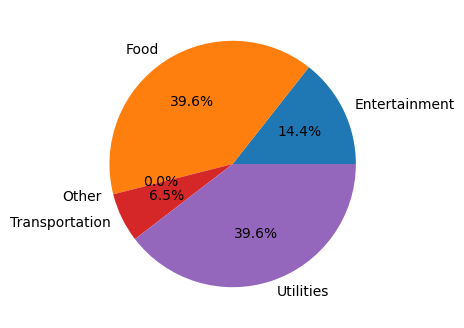 Food
39.6%
Entertainment
14.4%
0.0%
Other
6.5%
Transportation
39.6%
Utilities